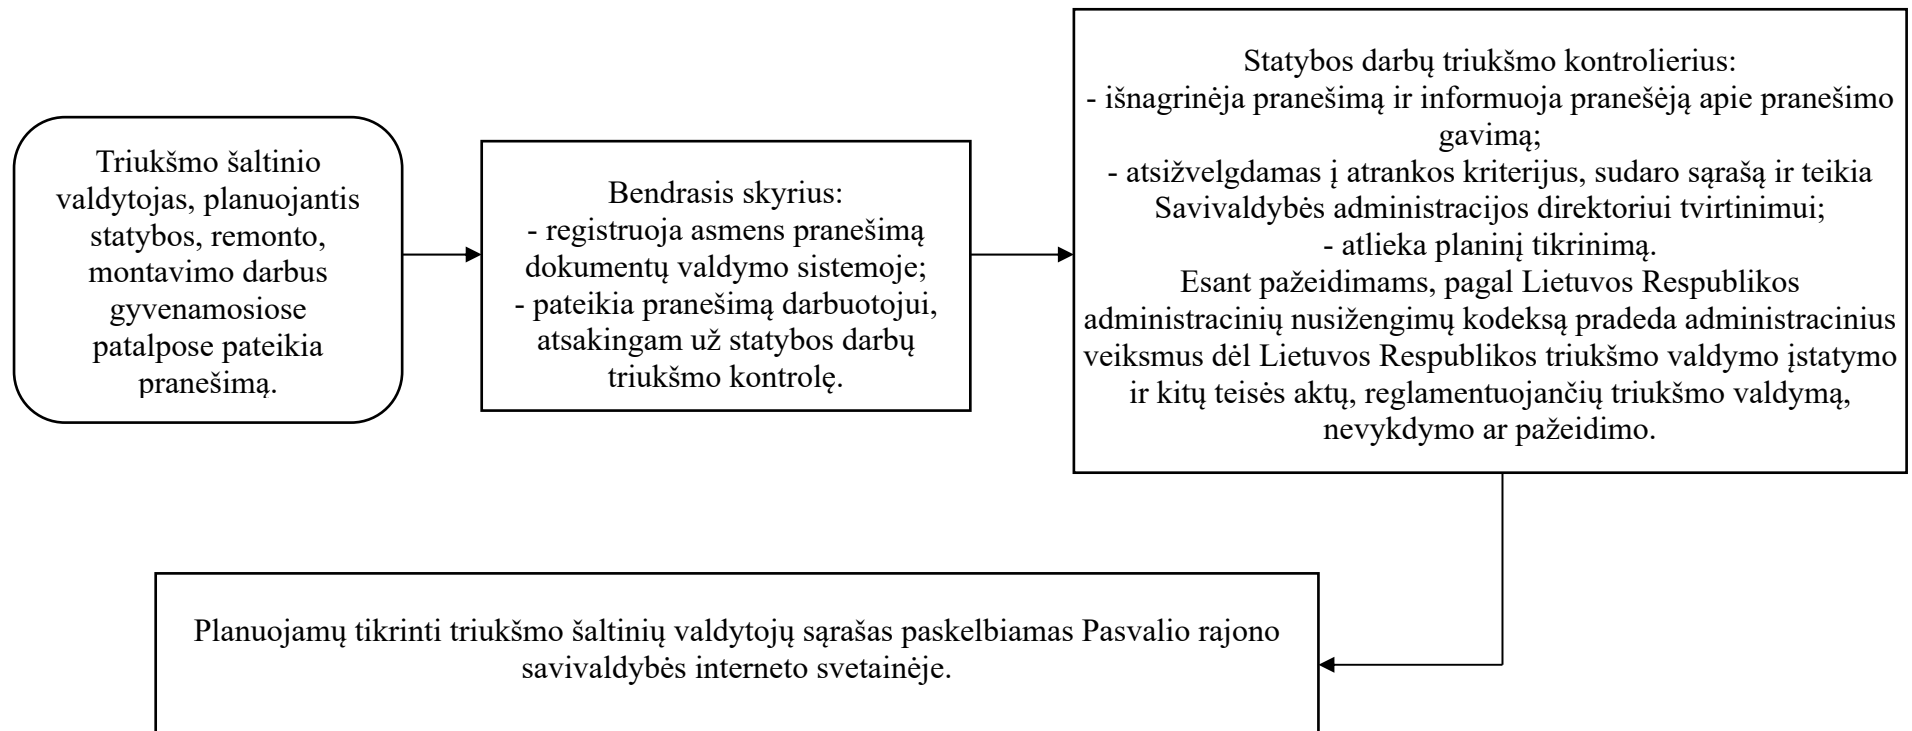 Triukšmo šaltinio
valdytojas, planuojantis
statybos, remonto,
montavimo darbus
gyvenamosiose
patalpose pateikia
pranešimą.
Bendrasis skyrius:
- registruoja asmens pranešimą
dokumentų valdymo sistemoje;
- pateikia pranešimą darbuotojui,
atsakingam už statybos darbų
triukšmo kontrolę.
Statybos darbų triukšmo kontrolierius:
- išnagrinėja pranešimą ir informuoja pranešėją apie pranešimo
gavimą;
- atsižvelgdamas į atrankos kriterijus, sudaro sąrašą ir teikia
Savivaldybės administracijos direktoriui tvirtinimui;
- atlieka planinį tikrinimą.
Esant pažeidimams, pagal Lietuvos Respublikos
administracinių nusižengimų kodeksą pradeda administracinius
veiksmus dėl Lietuvos Respublikos triukšmo valdymo įstatymo
ir kitų teisės aktų, reglamentuojančių triukšmo valdymą,
nevykdymo ar pažeidimo.
Planuojamų tikrinti triukšmo šaltinių valdytojų sąrašas paskelbiamas Pasvalio rajono
savivaldybės interneto svetainėje.